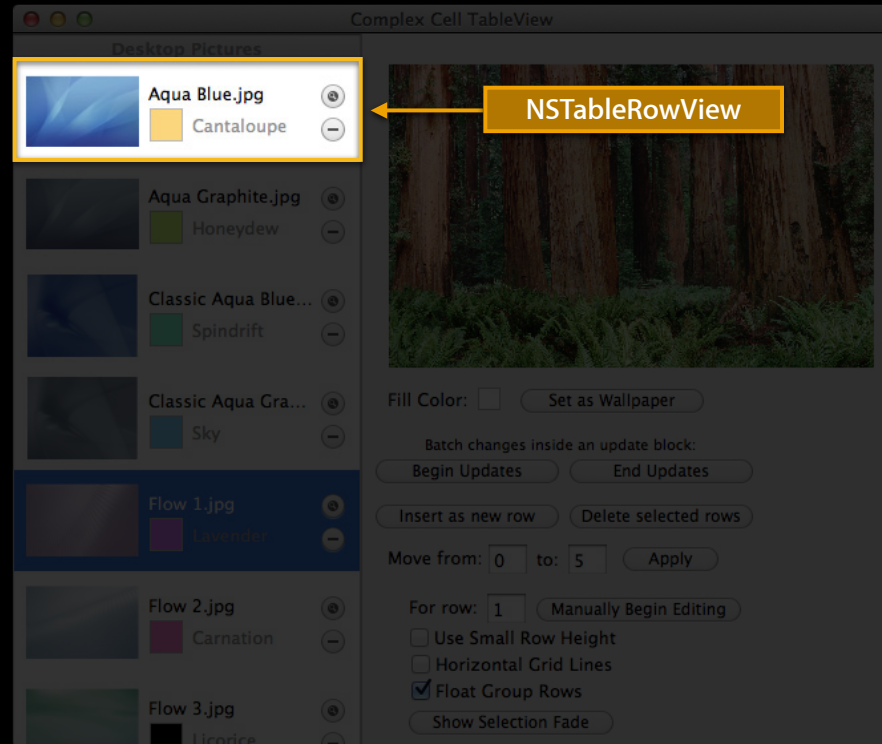 Complex Cell TableView
Desktop Pictures
Aqua Blue.jpg
Cantaloupe
NSTableRowView
Aqua Graphite.jpg
Honeydew
Classic Aqua Blue...
Spindrift
Classic Aqua Gra...
Sky
Flow 1.jpg
Lavender
Flow 2.jpg
Carnation
Flow 3.jpg
Licorice
Fill Color:
Set as Wallpaper
Batch changes inside an update block:
Begin Updates
End Updates
Insert as new row
Delete selected rows
Move from: 0 to: 5 Apply
For row: 1 Manually Begin Editing
Use Small Row Height
Horizontal Grid Lines
Float Group Rows
Show Selection Fade